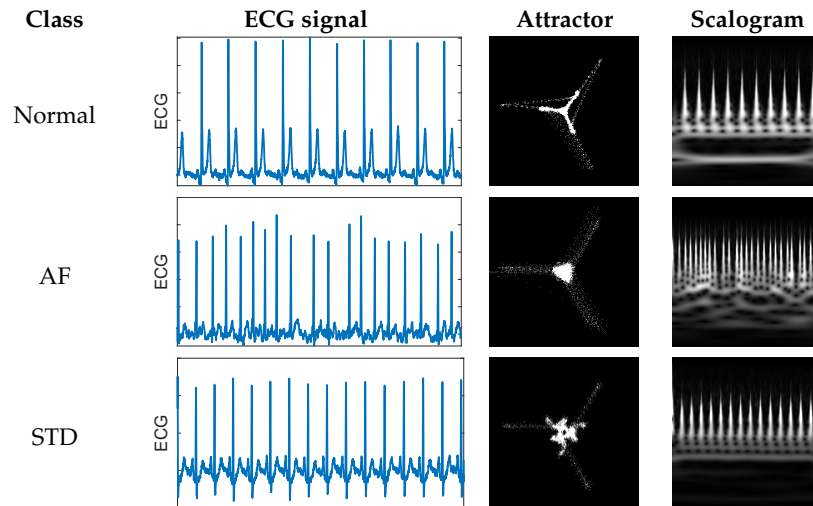 Class ECG signal Attractor Scalogram
Normal ECG
AF ECG
STD ECG